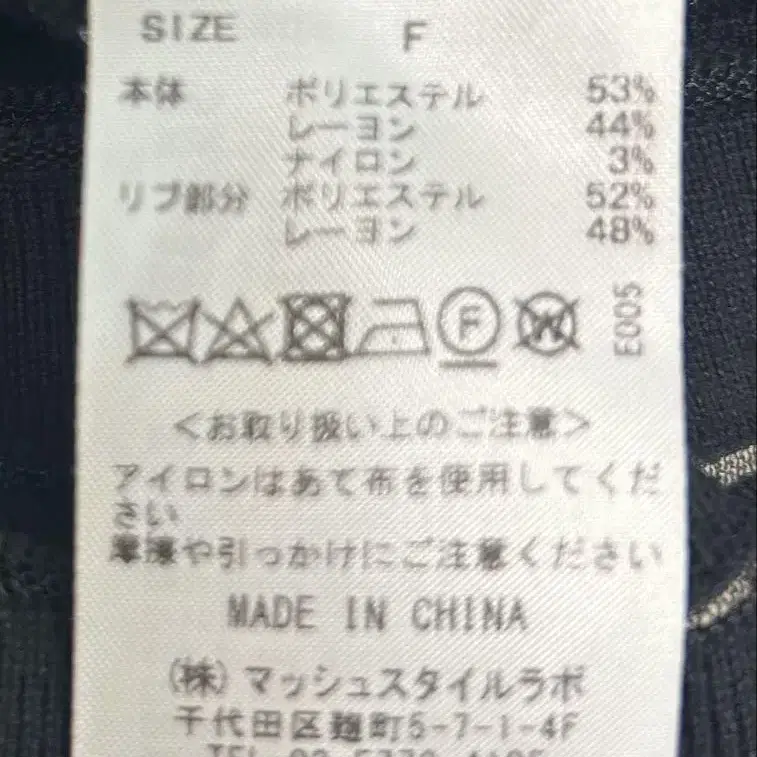 SIZE F
本体 ポリエステル 53%
レーヨン 44%
ナイロン 3%
リブ部分 ポリエステル 52%
レーヨン 48%
F W E005
<お取り扱い上のご注意>
アイロンはあて布を使用してくだ
さい
摩擦や引っかけにご注意ください
MADE IN CHINA
(株)マッシュスタイルラボ
千代田区麹町5-7-1-4F